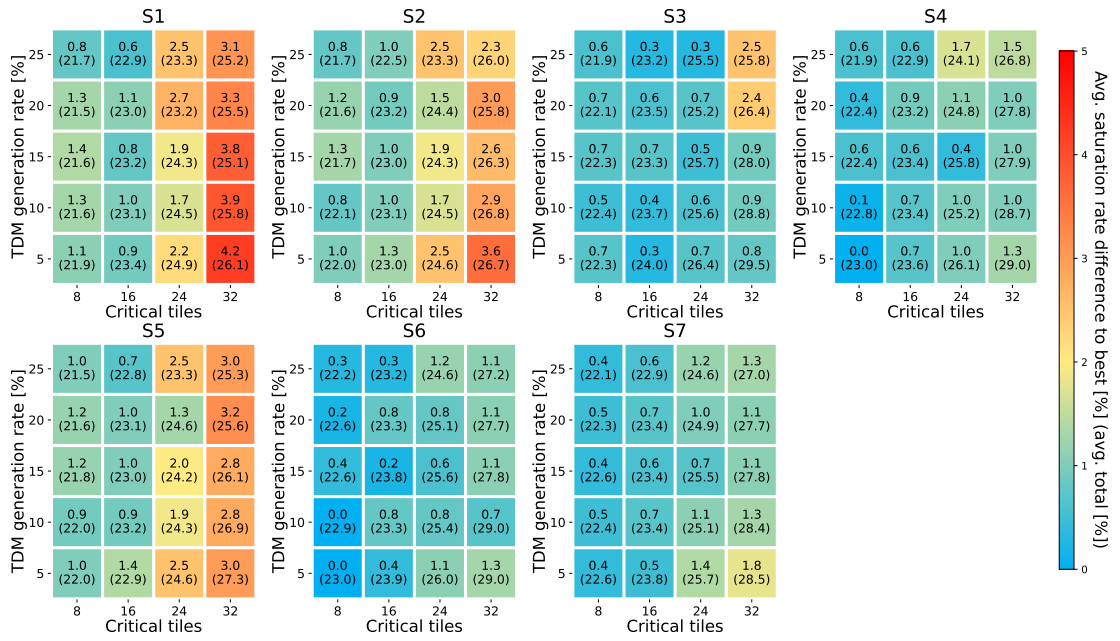 S1
S2
S3
S4
TDM generation rate [%]
25
20
15
10
5
0.8 0.6 2.5 3.1
(21.7) (22.9) (23.3) (25.2)
1.3 1.1 2.7 3.3
(21.5) (23.0) (23.2) (25.5)
1.4 0.8 1.9 3.8
(21.6) (23.2) (24.3) (25.1)
1.3 1.0 1.7 3.9
(21.6) (23.1) (24.5) (25.8)
1.1 0.9 2.2 4.2
(21.9) (23.4) (24.9) (26.1)
8 16 24 32
Critical tiles
TDM generation rate [%]
25
20
15
10
5
0.8 1.0 2.5 2.3
(21.7) (22.5) (23.3) (26.0)
1.2 0.9 1.5 3.0
(21.6) (23.2) (24.4) (25.8)
1.3 1.0 1.9 2.6
(21.7) (23.0) (24.3) (26.3)
0.8 1.0 1.7 2.9
(22.1) (23.1) (24.5) (26.8)
1.0 1.3 2.5 3.6
(22.0) (23.0) (24.6) (26.7)
8 16 24 32
Critical tiles
TDM generation rate [%]
25
20
15
10
5
0.6 0.3 0.3 2.5
(21.9) (23.2) (25.5) (25.8)
0.7 0.6 0.7 2.4
(22.1) (23.5) (25.2) (26.4)
0.7 0.7 0.5 0.9
(22.3) (23.3) (25.7) (28.0)
0.5 0.4 0.6 0.9
(22.4) (23.7) (25.6) (28.8)
0.7 0.3 0.7 0.8
(22.3) (24.0) (26.4) (29.5)
8 16 24 32
Critical tiles
TDM generation rate [%]
25
20
15
10
5
0.6 0.6 1.7 1.5
(21.9) (22.9) (24.1) (26.8)
0.4 0.9 1.1 1.0
(22.4) (23.2) (24.8) (27.8)
0.6 0.6 0.4 1.0
(22.4) (23.4) (25.8) (27.9)
0.1 0.7 1.0 1.0
(22.8) (23.4) (25.2) (28.7)
0.0 0.7 1.0 1.3
(23.0) (23.6) (26.1) (29.0)
8 16 24 32
Critical tiles
S5
S6
S7
TDM generation rate [%]
25
20
15
10
5
1.0 0.7 2.5 3.0
(21.5) (22.8) (23.3) (25.3)
1.2 1.0 1.3 3.2
(21.6) (23.1) (24.6) (25.6)
1.2 1.0 2.0 2.8
(21.8) (23.0) (24.2) (26.1)
0.9 0.9 1.9 2.8
(22.0) (23.2) (24.3) (26.9)
1.0 1.4 2.5 3.0
(22.0) (22.9) (24.6) (27.3)
8 16 24 32
Critical tiles
TDM generation rate [%]
25
20
15
10
5
0.3 0.3 1.2 1.1
(22.2) (23.2) (24.6) (27.2)
0.2 0.8 0.8 1.1
(22.6) (23.3) (25.1) (27.7)
0.4 0.2 0.6 1.1
(22.6) (23.8) (25.6) (27.8)
0.0 0.8 0.8 0.7
(22.9) (23.3) (25.4) (29.0)
0.0 0.4 1.1 1.3
(23.0) (23.9) (26.0) (29.0)
8 16 24 32
Critical tiles
TDM generation rate [%]
25
20
15
10
5
0.4 0.6 1.2 1.3
(22.1) (22.9) (24.6) (27.0)
0.5 0.7 1.0 1.1
(22.3) (23.4) (24.9) (27.7)
0.4 0.6 0.7 1.1
(22.6) (23.4) (25.5) (27.8)
0.5 0.7 1.1 1.3
(22.4) (23.4) (25.1) (28.4)
0.4 0.5 1.4 1.8
(22.6) (23.8) (25.7) (28.5)
8 16 24 32
Critical tiles
5
4
3
2
1
0
Avg. saturation rate difference to best [%] (avg. total [%])